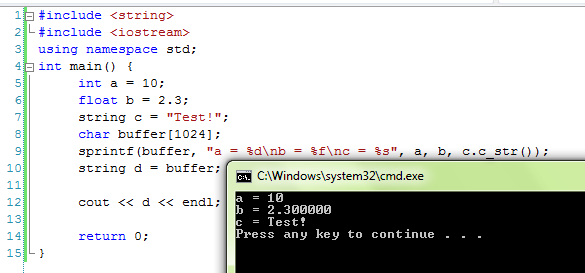 1 #include <string>
2 #include <iostream>
3 using namespace std;
4 int main() {
5 int a = 10;
6 float b = 2.3;
7 string c = "Test!";
8 char buffer[1024];
9 sprintf(buffer, "a = %d\nb = %f\nc = %s", a, b, c.c_str());
10 string d = buffer;
11
12 cout << d << endl;
13
14 return 0;
15 }
C:\Windows\system32\cmd.exe
a = 10
b = 2.300000
c = Test!
Press any key to continue . . .